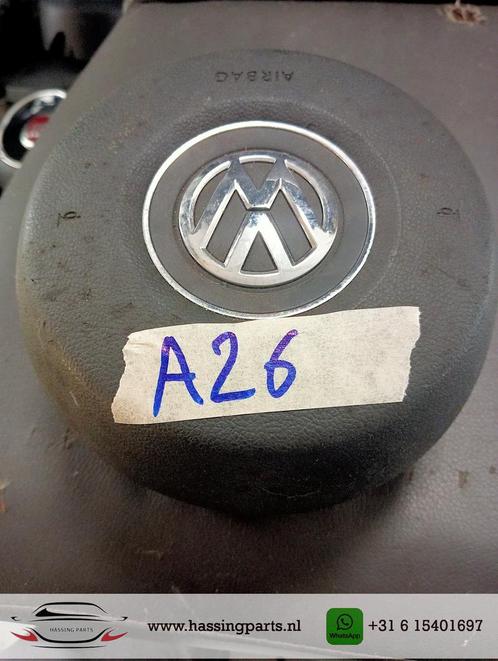 AIRBAG
A26
HASSING PARTS
www.hassingparts.nl
WhatsApp
+31 6 15401697